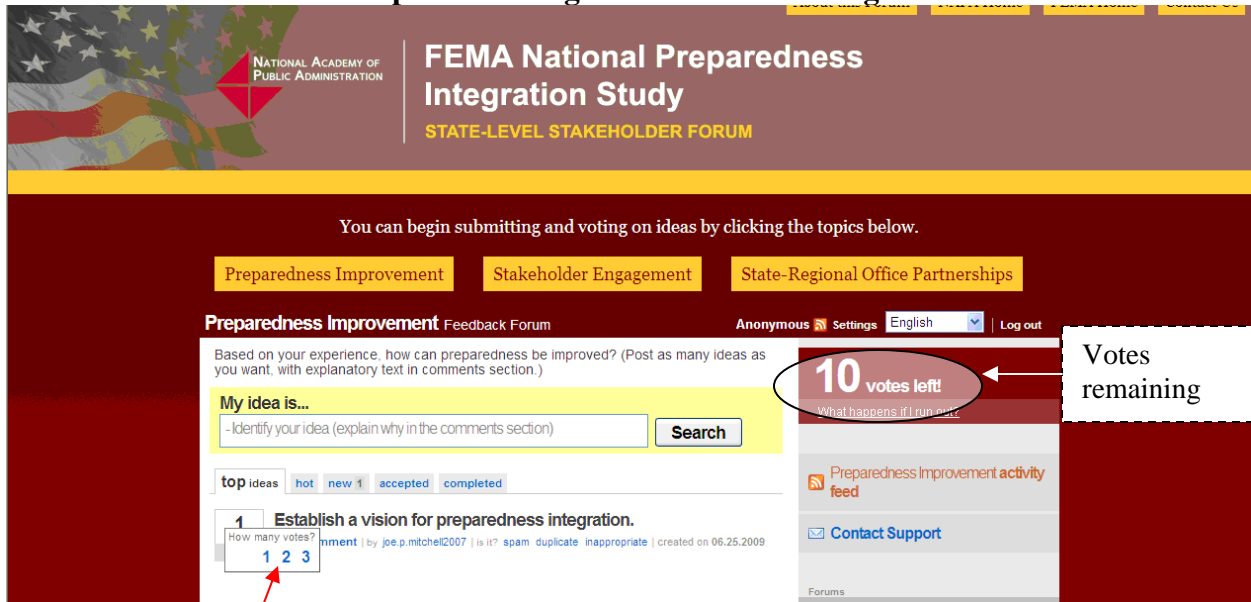 NATIONAL ACADEMY OF
PUBLIC ADMINISTRATION
FEMA National Preparedness
Integration Study
STATE-LEVEL STAKEHOLDER FORUM
You can begin submitting and voting on ideas by clicking the topics below.
Preparedness Improvement Stakeholder Engagement State-Regional Office Partnerships
Preparedness Improvement Feedback Forum
Anonymous Settings English | Log out
Based on your experience, how can preparedness be improved? (Post as many ideas as
you want, with explanatory text in comments section.)
My idea is...
- Identify your idea (explain why in the comments section) Search
top ideas hot new 1 accepted completed
1 Establish a vision for preparedness integration.
| by joe.p.mitchell2007 | is it? spam duplicate inappropriate | created on 06.25.2009
How many votes?
1 2 3
10 votes left!
What happens if I run out?
Votes
remaining
Preparedness Improvement activity
feed
Contact Support
Forums